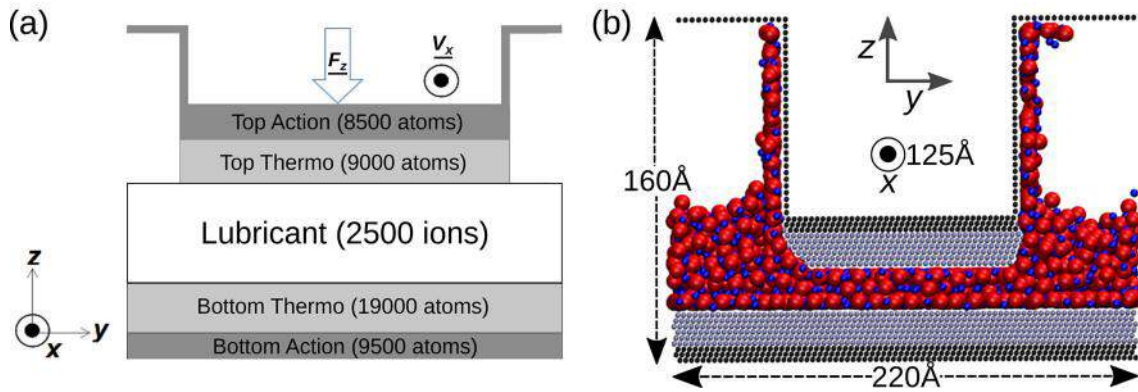 (a)
F_z
V_x
Top Action (8500 atoms)
Top Thermo (9000 atoms)
Lubricant (2500 ions)
Bottom Thermo (19000 atoms)
Bottom Action (9500 atoms)
z
y
x
(b)
z
y
x
125Å
160Å
220Å